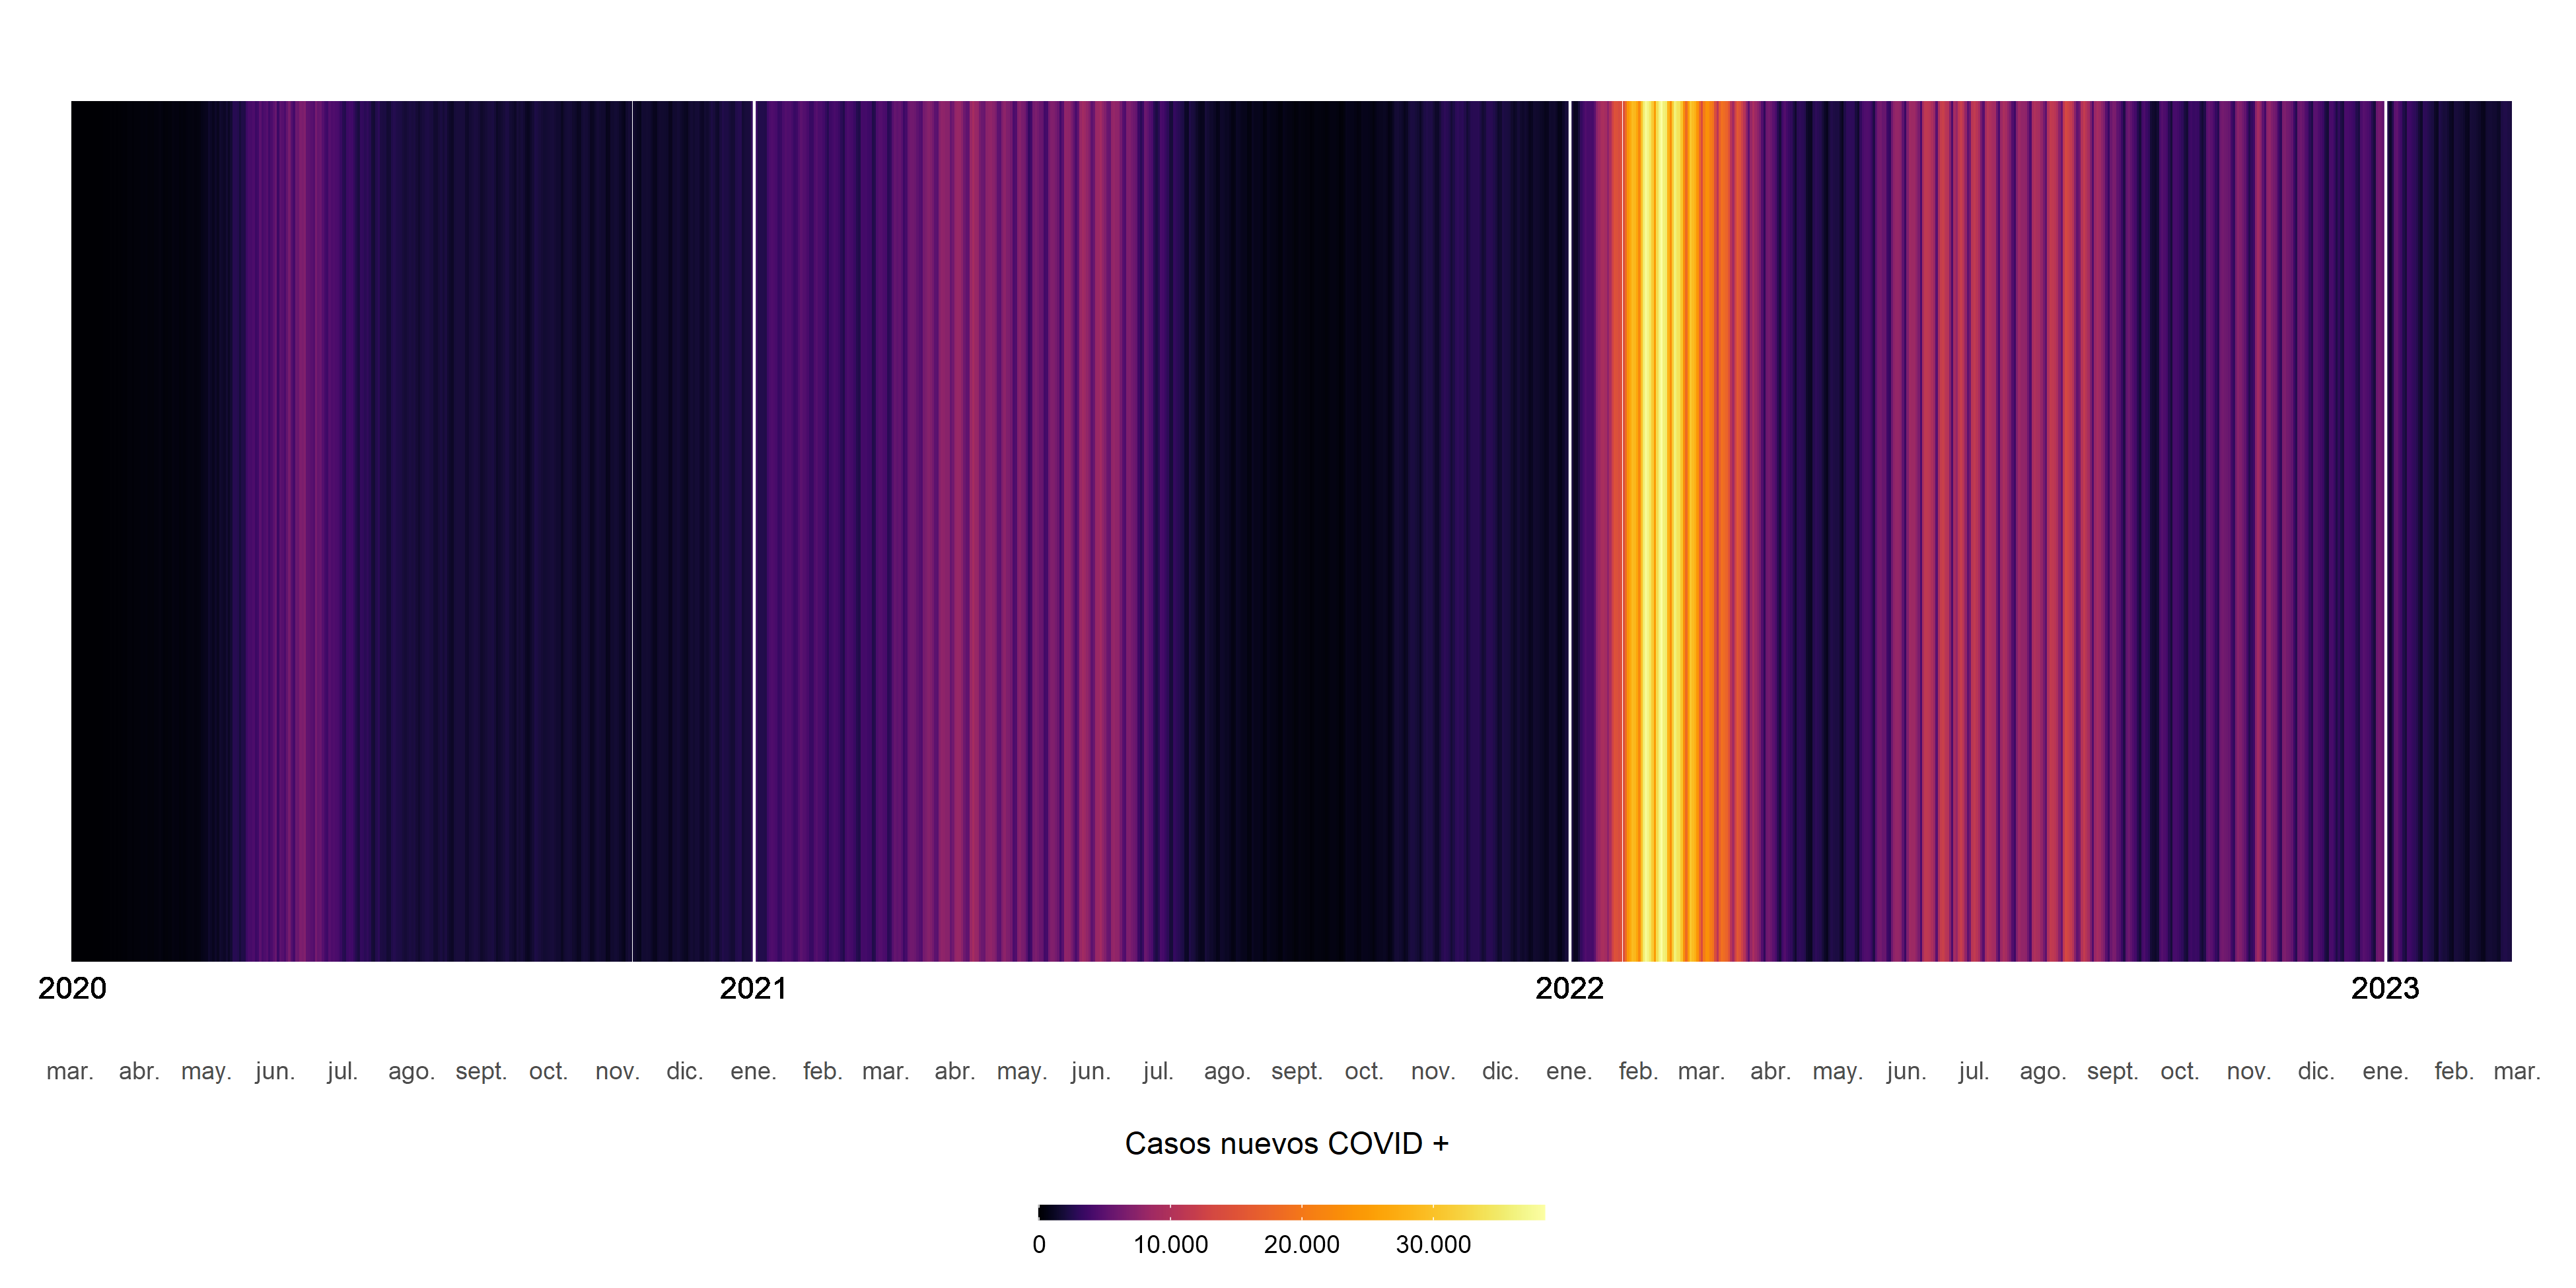 2020 2021 2022 2023
mar. abr. may. jun. jul. ago. sept. oct. nov. dic. ene. feb. mar. abr. may. jun. jul. ago. sept. oct. nov. dic. ene. feb. mar. abr. may. jun. jul. ago. sept. oct. nov. dic. ene. feb. mar.
Casos nuevos COVID +
0 10.000 20.000 30.000